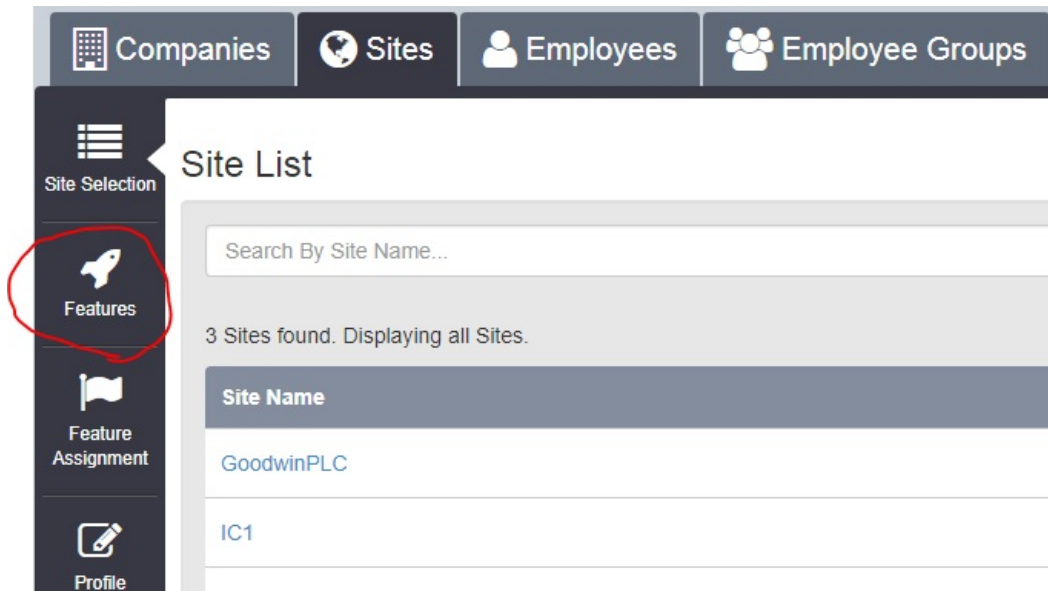 Companies
Sites
Employees
Employee Groups
Site Selection
Site List
Search By Site Name...
Features
3 Sites found. Displaying all Sites.
Site Name
Feature
Assignment
GoodwinPLC
IC1
Profile